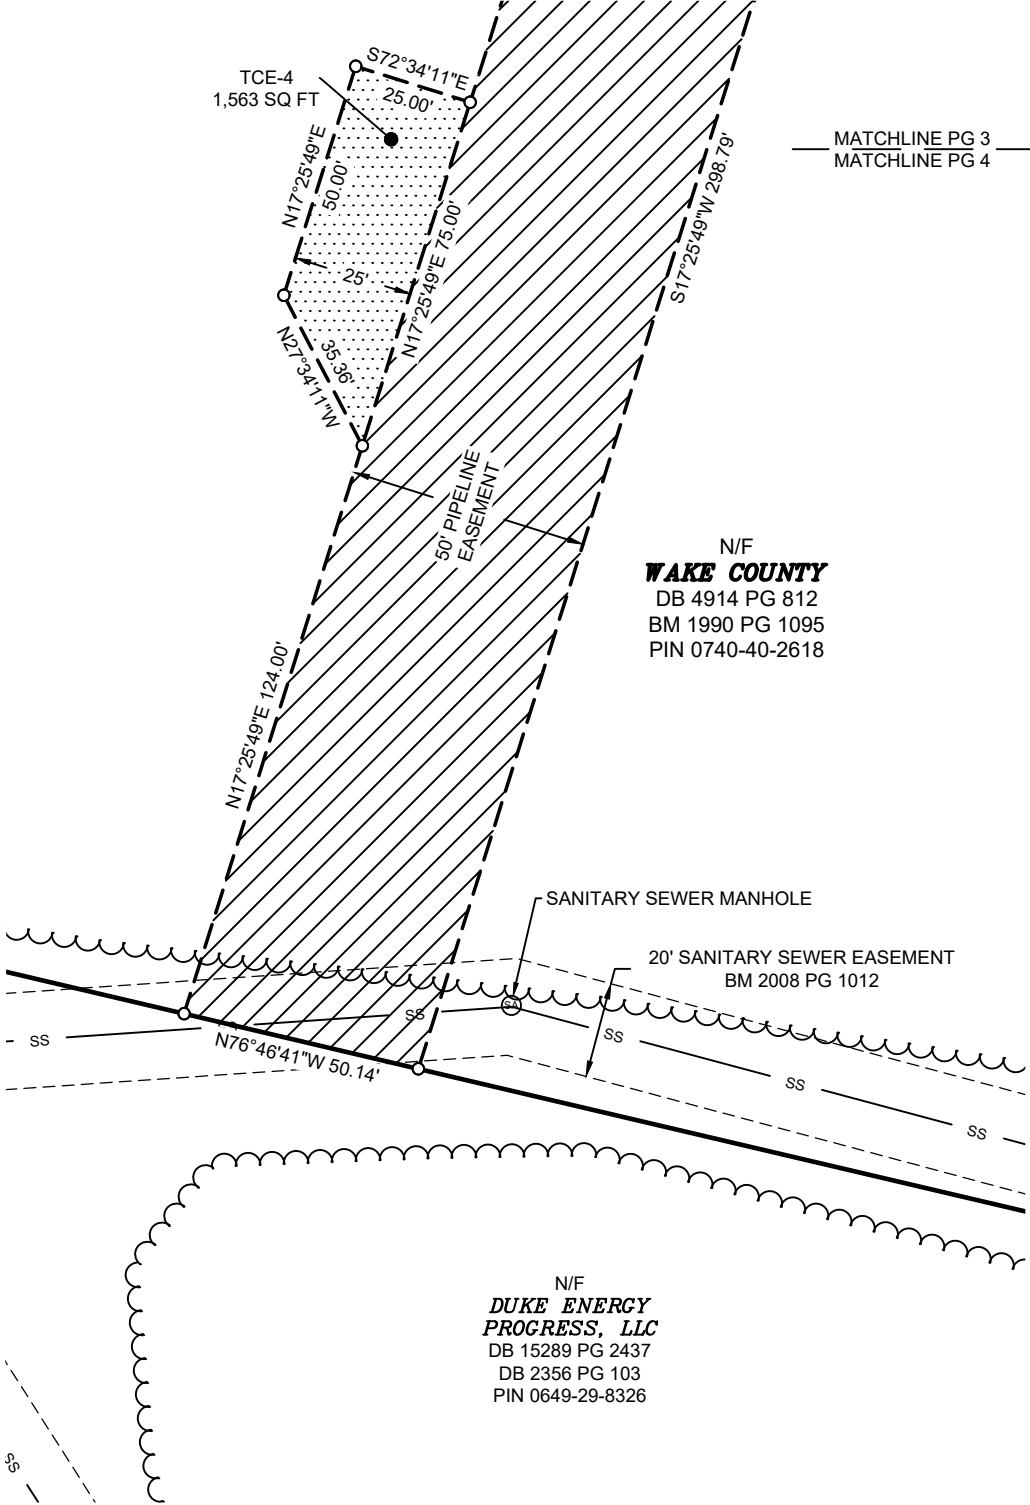 S72°34'11"E
25.00'
TCE-4
1,563 SQ FT
N17°25'49"E
50.00'
MATCHLINE PG 3
MATCHLINE PG 4
S17°25'49"W 298.79'
N17°25'49"E 75.00'
25'
35.36'
N27°34'11"W
50' PIPELINE
EASEMENT
N/F
WAKE COUNTY
DB 4914 PG 812
BM 1990 PG 1095
PIN 0740-40-2618
N17°25'49"E 124.00'
SANITARY SEWER MANHOLE
20' SANITARY SEWER EASEMENT
BM 2008 PG 1012
SA
SS
SS
SS
SS
SS
N76°46'41"W 50.14'
N/F
DUKE ENERGY
PROGRESS, LLC
DB 15289 PG 2437
DB 2356 PG 103
PIN 0649-29-8326
SS